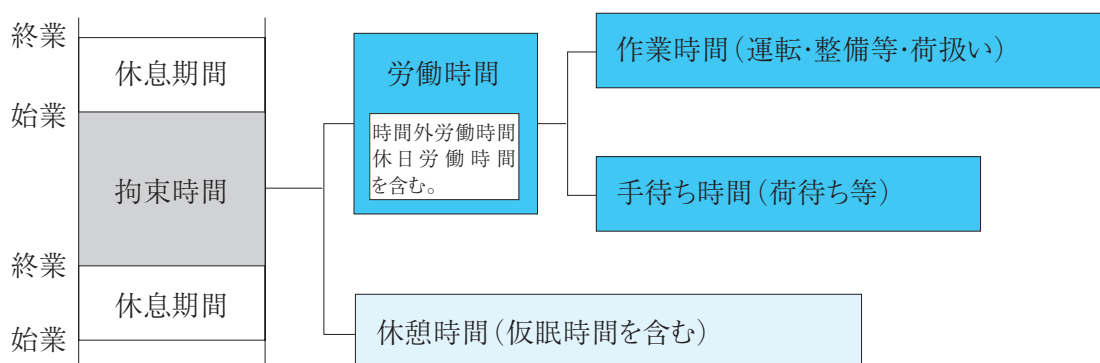 終業
休息期間
始業
拘束時間
終業
休息期間
始業
労働時間
時間外労働時間
休日労働時間
を含む。
作業時間(運転・整備等・荷扱い)
手待ち時間(荷待ち等)
休憩時間(仮眠時間を含む)